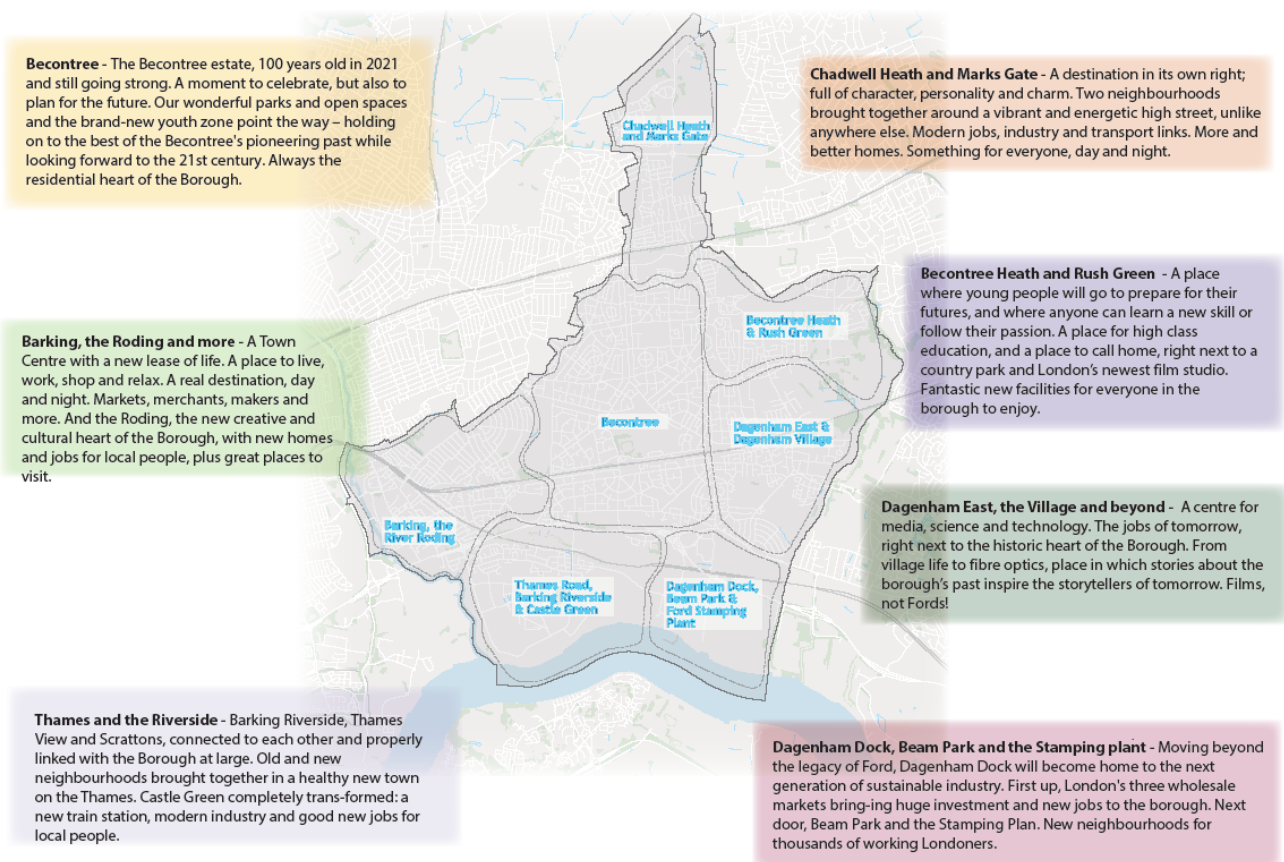 Becontree - The Becontree estate, 100 years old in 2021
and still going strong. A moment to celebrate, but also to
plan for the future. Our wonderful parks and open spaces
and the brand-new youth zone point the way – holding
on to the best of the Becontree's pioneering past while
looking forward to the 21st century. Always the
residential heart of the Borough.
Chadwell Heath and Marks Gate - A destination in its own right;
full of character, personality and charm. Two neighbourhoods
brought together around a vibrant and energetic high street, unlike
anywhere else. Modern jobs, industry and transport links. More and
better homes. Something for everyone, day and night.
Chadwell Heath
and Marks Gate
Becontree Heath and Rush Green - A place
where young people will go to prepare for their
futures, and where anyone can learn a new skill or
follow their passion. A place for high class
education, and a place to call home, right next to a
country park and London's newest film studio.
Fantastic new facilities for everyone in the
borough to enjoy.
Becontree Heath
& Rush Green
Barking, the Roding and more - A Town
Centre with a new lease of life. A place to live,
work, shop and relax. A real destination, day
and night. Markets, merchants, makers and
more. And the Roding, the new creative and
cultural heart of the Borough, with new homes
and jobs for local people, plus great places to
visit.
Becontree
Dagenham East &
Dagenham Village
Barking, the
River Roding
Dagenham East, the Village and beyond - A centre for
media, science and technology. The jobs of tomorrow,
right next to the historic heart of the Borough. From
village life to fibre optics, place in which stories about the
borough's past inspire the storytellers of tomorrow. Films,
not Fords!
Thames Road,
Barking Riverside
& Castle Green
Dagenham Dock,
Beam Park &
Ford Stamping
Plant
Thames and the Riverside - Barking Riverside, Thames
View and Scrattons, connected to each other and properly
linked with the Borough at large. Old and new
neighbourhoods brought together in a healthy new town
on the Thames. Castle Green completely trans-formed: a
new train station, modern industry and good new jobs for
local people.
Dagenham Dock, Beam Park and the Stamping plant - Moving beyond
the legacy of Ford, Dagenham Dock will become home to the next
generation of sustainable industry. First up, London's three wholesale
markets bring-ing huge investment and new jobs to the borough. Next
door, Beam Park and the Stamping Plan. New neighbourhoods for
thousands of working Londoners.